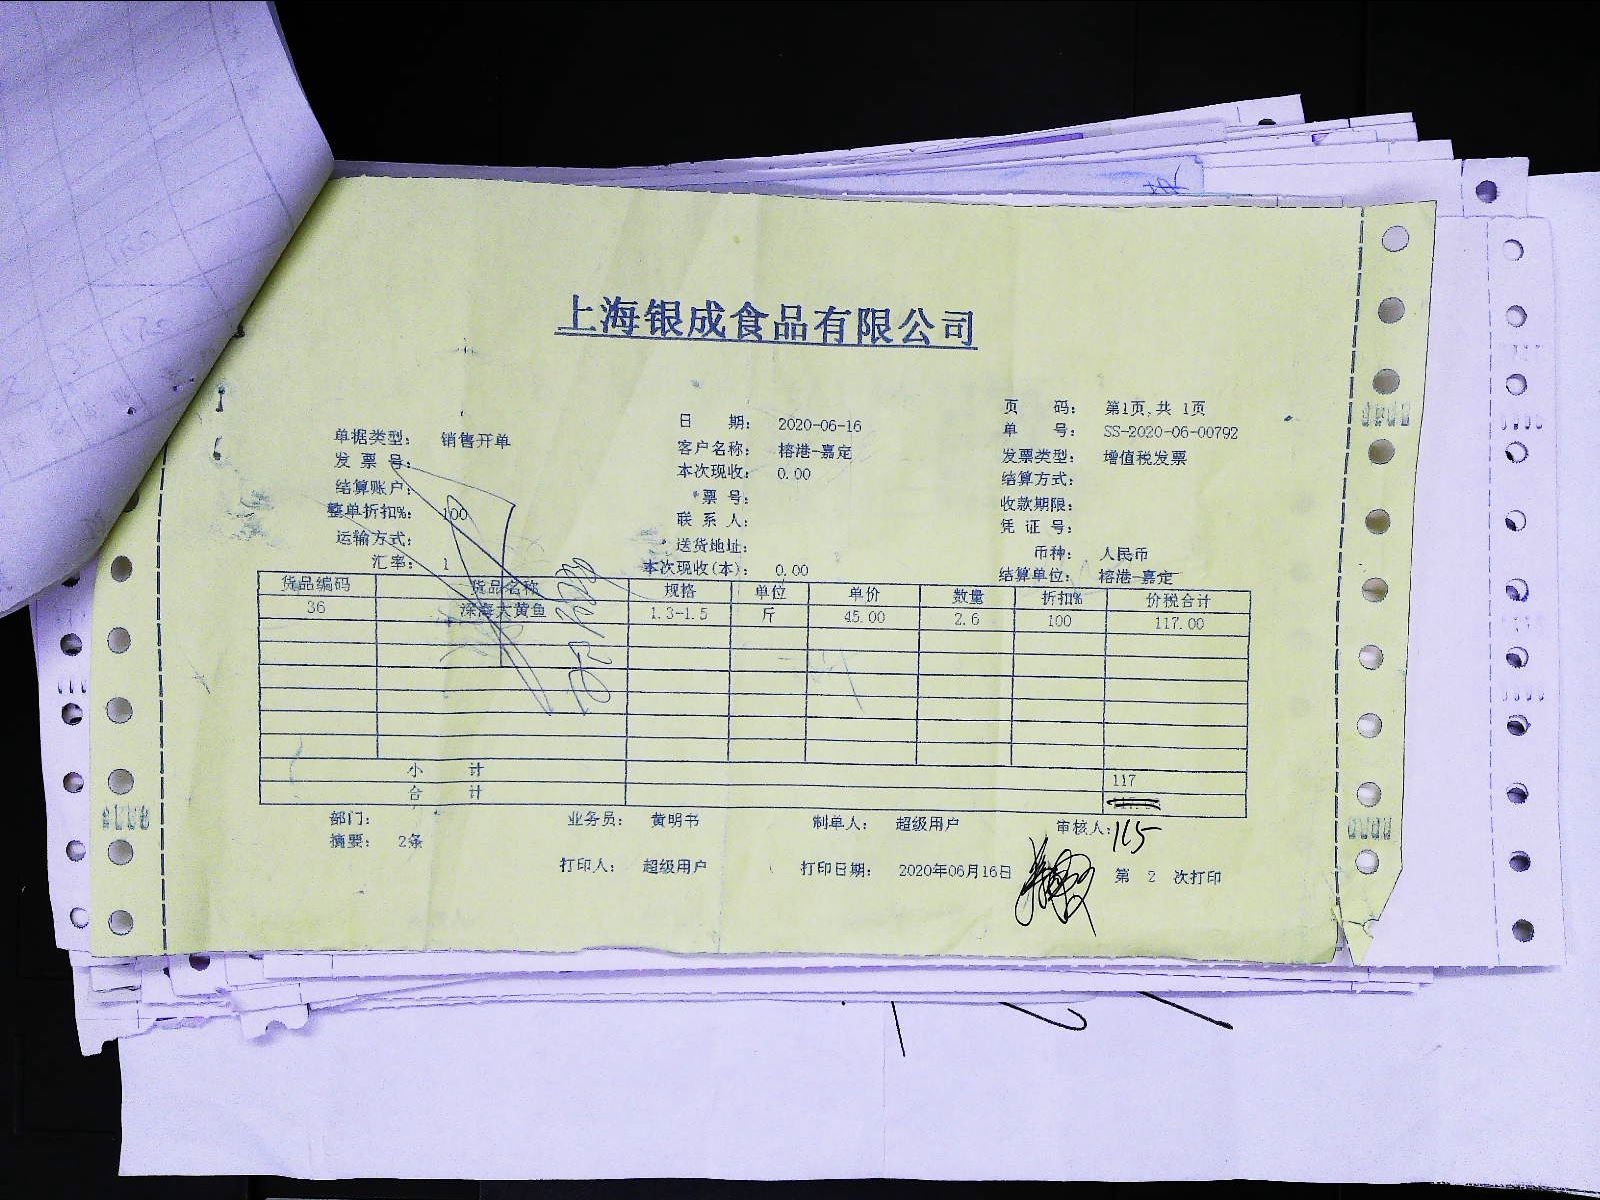 上海银成食品有限公司
单据类型： 销售开单 日 期： 2020-06-16 页 码： 第1页,共 1页
发 票 号： 客户名称： 榕港-嘉定 单 号： SS-2020-06-00792
结算账户： 本次现收： 0.00 发票类型： 增值税发票
整单折扣%： 100 票 号： 结算方式：
运输方式： 联 系 人： 收款期限：
汇率： 1 送货地址： 凭 证 号：
本次现收(本)： 0.00 币种： 人民币
结算单位： 榕港-嘉定
货品编码 货品名称 规格 单位 单价 数量 折扣% 价税合计
36 深海大黄鱼 1.3-1.5 斤 45.00 2.6 100 117.00
小 计 117
合 计
部门： 业务员： 黄明书 制单人： 超级用户 审核人： 115
摘要： 2条
打印人： 超级用户 打印日期： 2020年06月16日 第 2 次打印